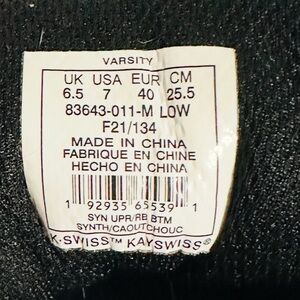 VARSITY
UK USA EUR CM
6.5 7 40 25.5
83643-011-M LOW
F21/134
MADE IN CHINA
FABRIQUE EN CHINE
HECHO EN CHINA
1 92935 65539 1
SYN UPR/RB BTM
SYNTH/CAOUTCHOUC
K·SWISS™ KAYSWISS®